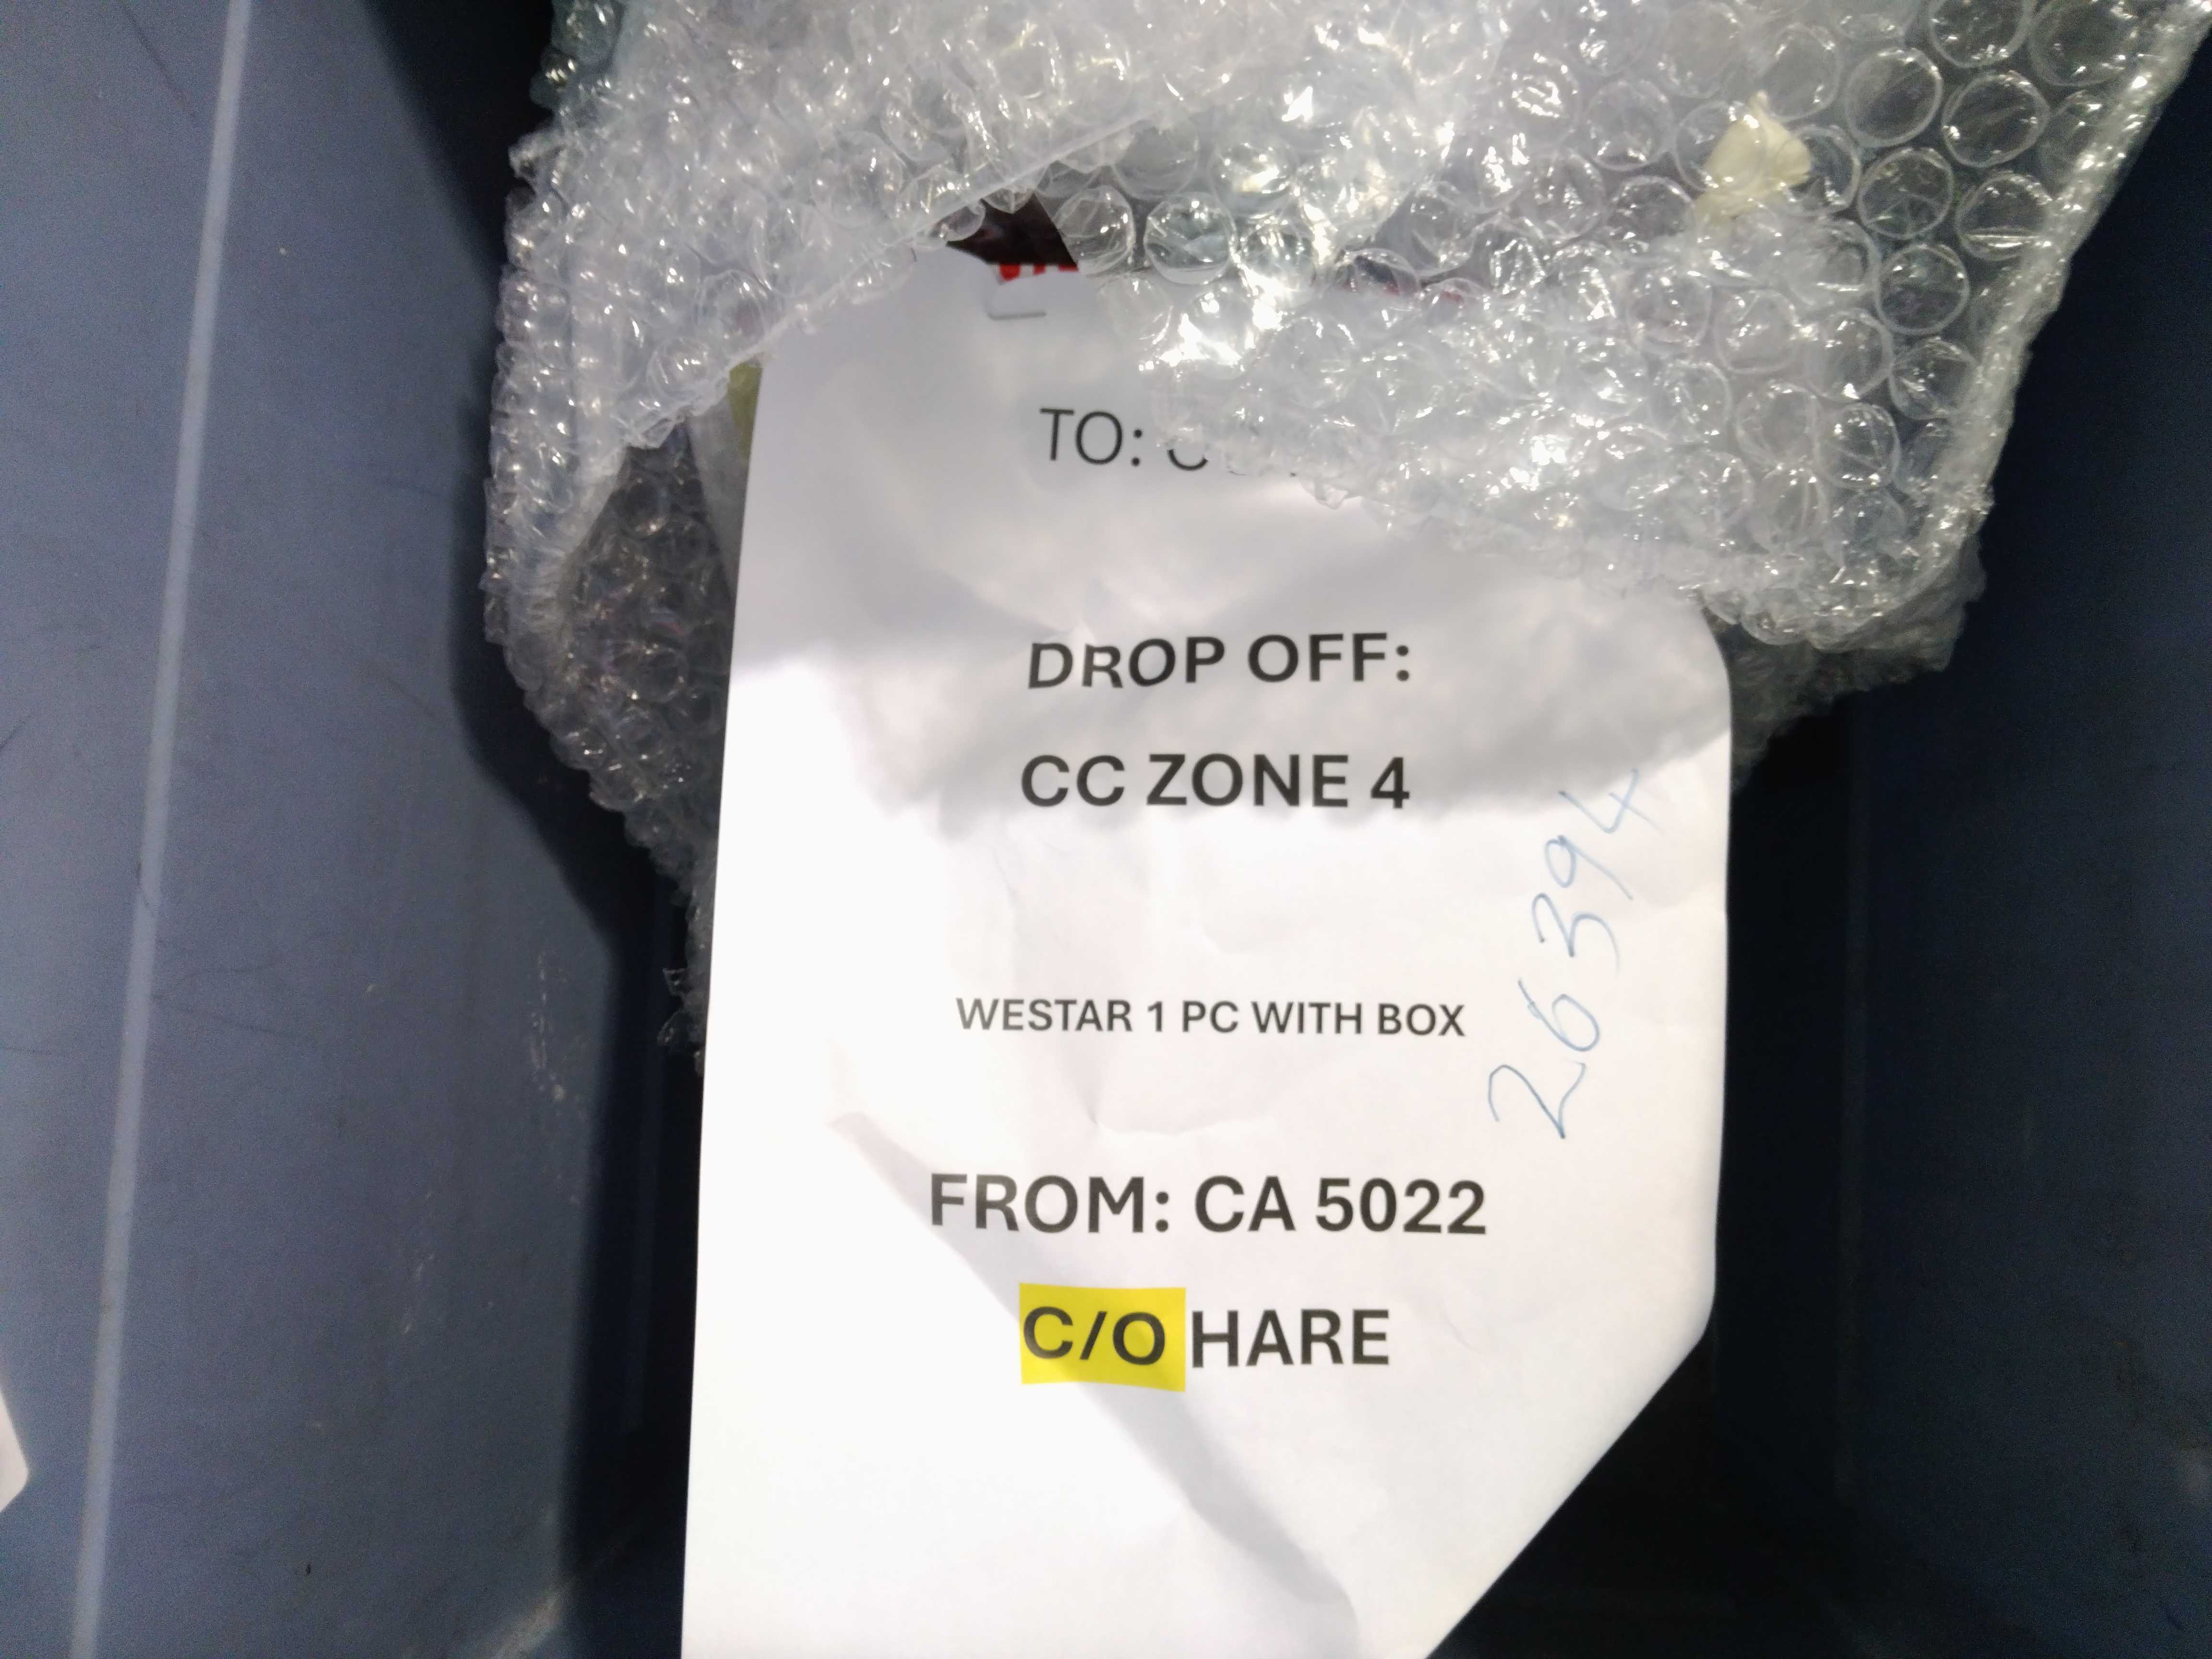 TO:
DROP OFF:
CC ZONE 4
26394
WESTAR 1 PC WITH BOX
FROM: CA 5022
C/O HARE